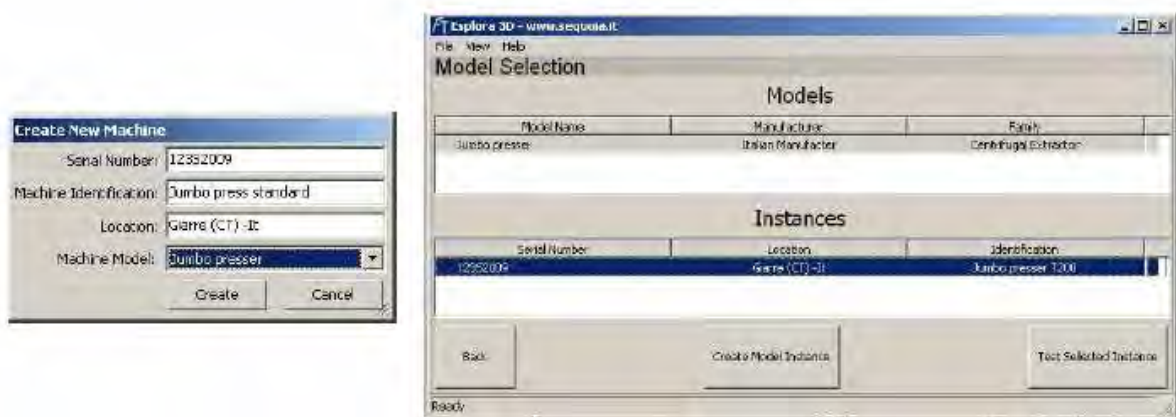 Create New Machine
Serial Number: 12352009
Machine Identification: Jumbo press standard
Location: Giarre (CT) -It
Machine Model: Jumbo presser
Create Cancel
Esplora 3D - www.sequoia.it
File View Help
Model Selection
Models
Model Name Manufacturer Family
Jumbo presser Italian Manufacter Centrifugal Extractor
Instances
Serial Number Location Identification
12352009 Giarre (CT) -It Jumbo presser 1200
Back Create Model Instance Test Selected Instance
Ready